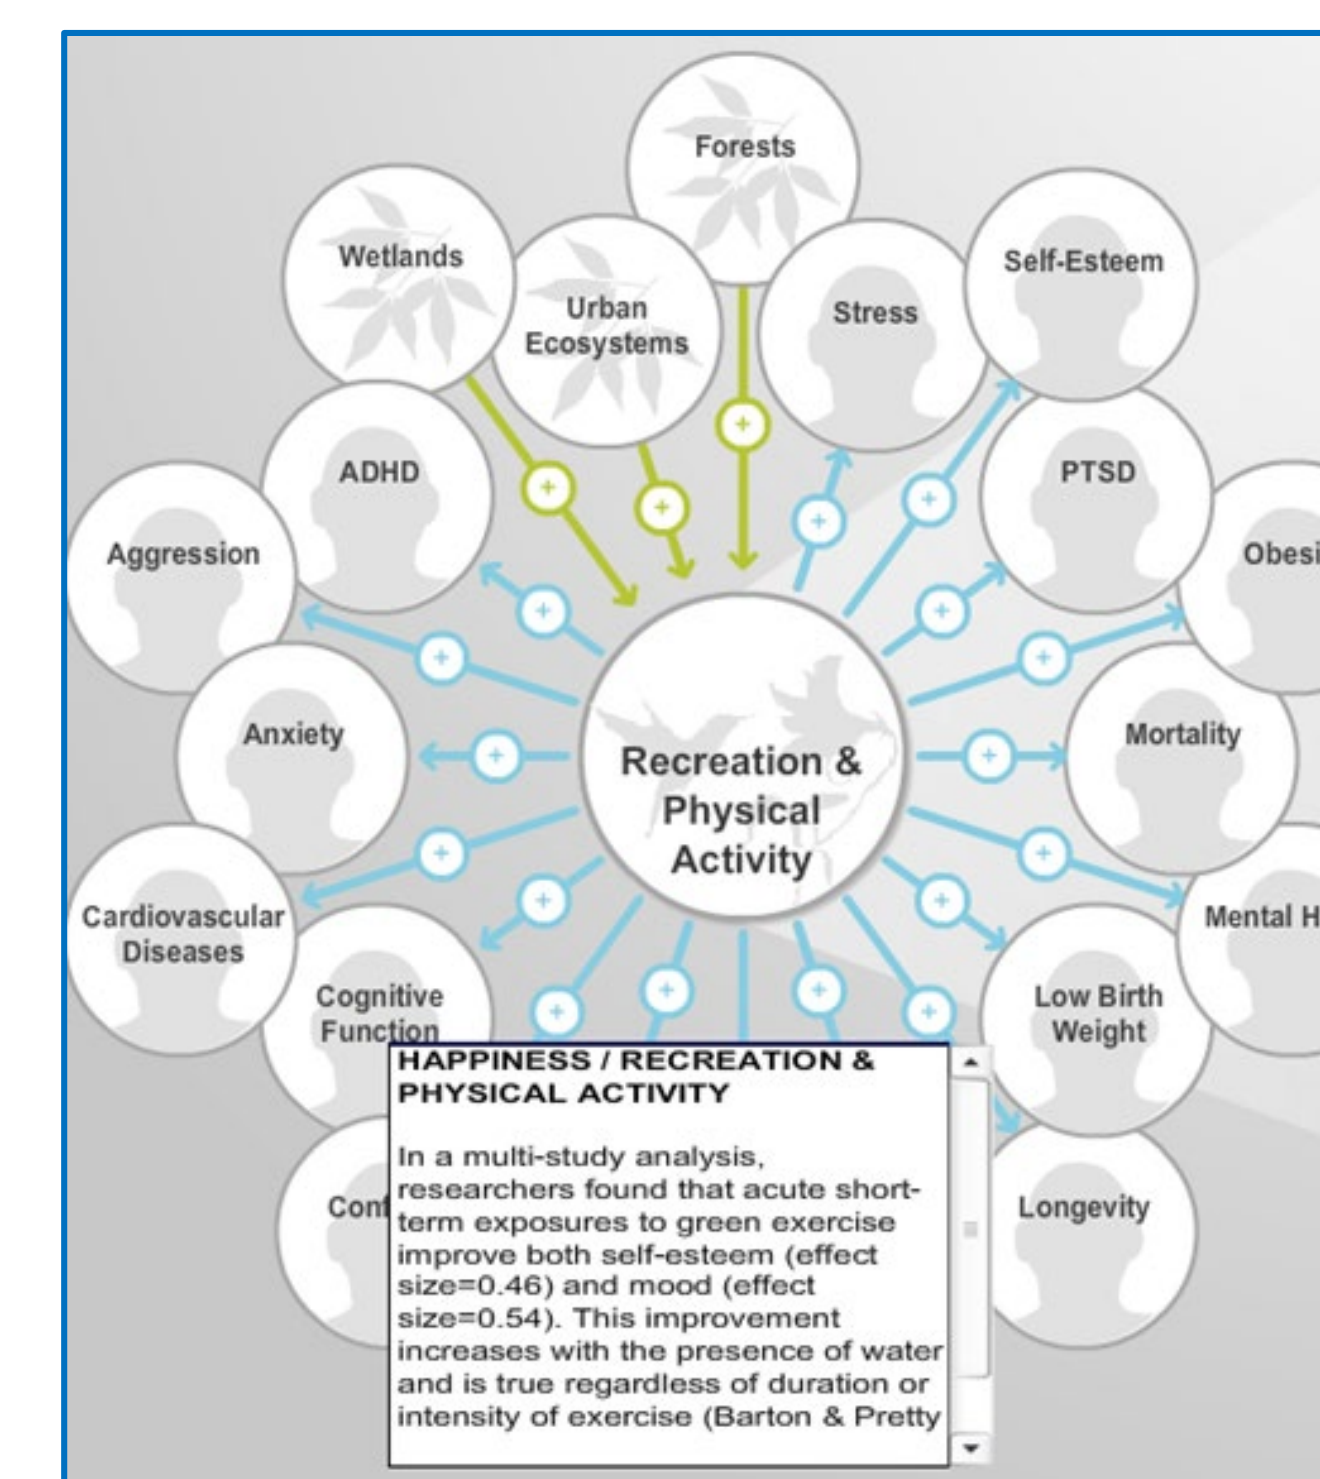 Forests
Wetlands
Self-Esteem
Urban
Ecosystems
Stress
ADHD
PTSD
Aggression
Obesi
Anxiety
Mortality
Recreation &
Physical
Activity
Cardiovascular
Diseases
Mental H
Cognitive
Function
Low Birth
Weight
Conf
Longevity
HAPPINESS / RECREATION &
PHYSICAL ACTIVITY
In a multi-study analysis,
researchers found that acute short-
term exposures to green exercise
improve both self-esteem (effect
size=0.46) and mood (effect
size=0.54). This improvement
increases with the presence of water
and is true regardless of duration or
intensity of exercise (Barton & Pretty